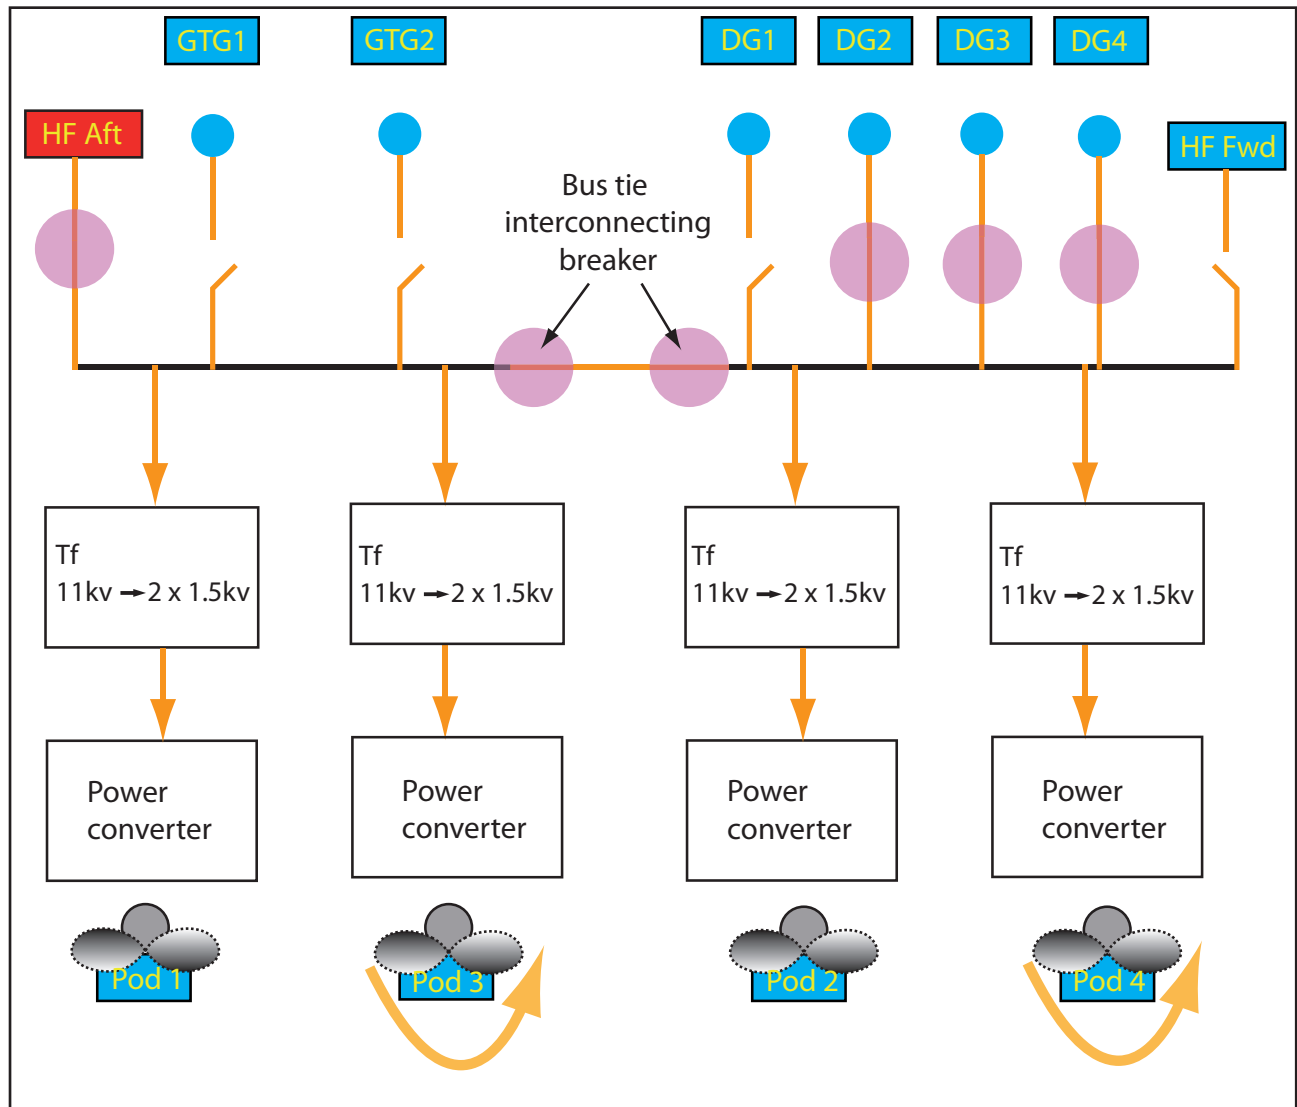 GTG1
GTG2
DG1
DG2
DG3
DG4
HF Aft
HF Fwd
Bus tie
interconnecting
breaker
Tf
11kv → 2 x 1.5kv
Tf
11kv → 2 x 1.5kv
Tf
11kv → 2 x 1.5kv
Tf
11kv → 2 x 1.5kv
Power
converter
Power
converter
Power
converter
Power
converter
Pod 1
Pod 3
Pod 2
Pod 4